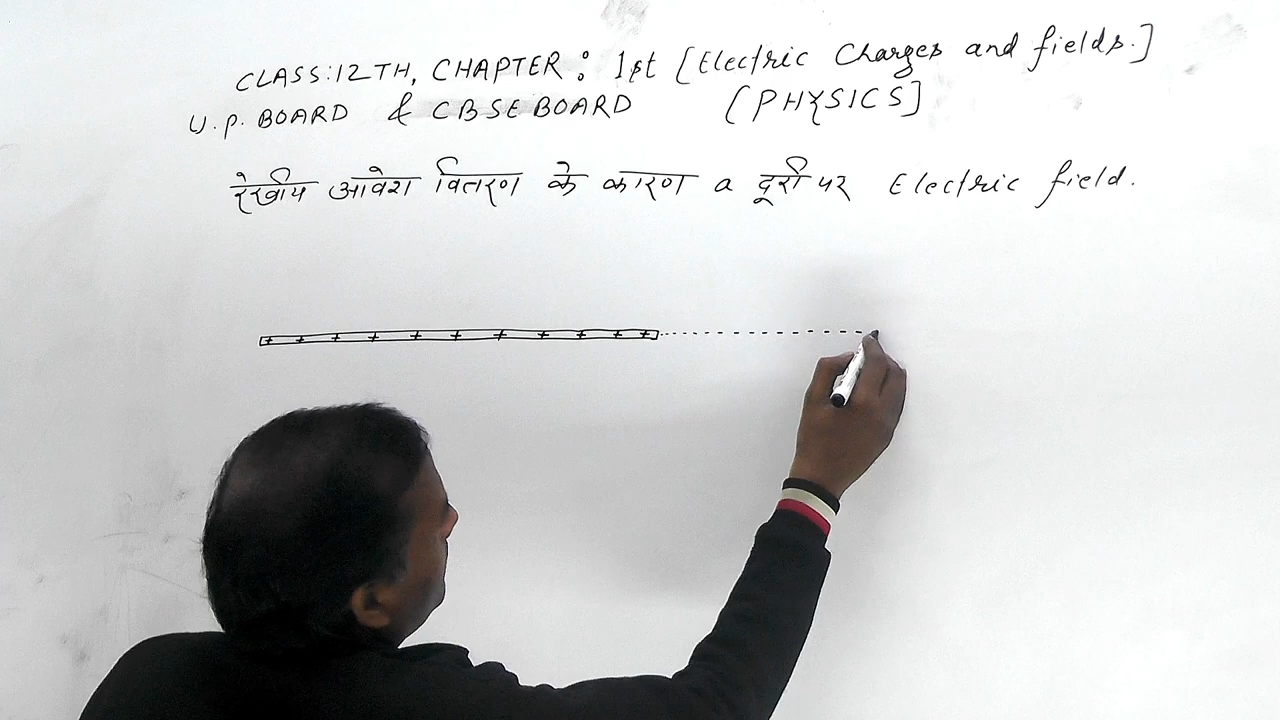 CLASS:12TH, CHAPTER: 1st [Electric Charges and fields.]
U.P. BOARD & CBSE BOARD [PHYSICS]
रेखीय आवेश वितरण के कारण a दूरी पर Electric field.
+ + + + + + + + + + +